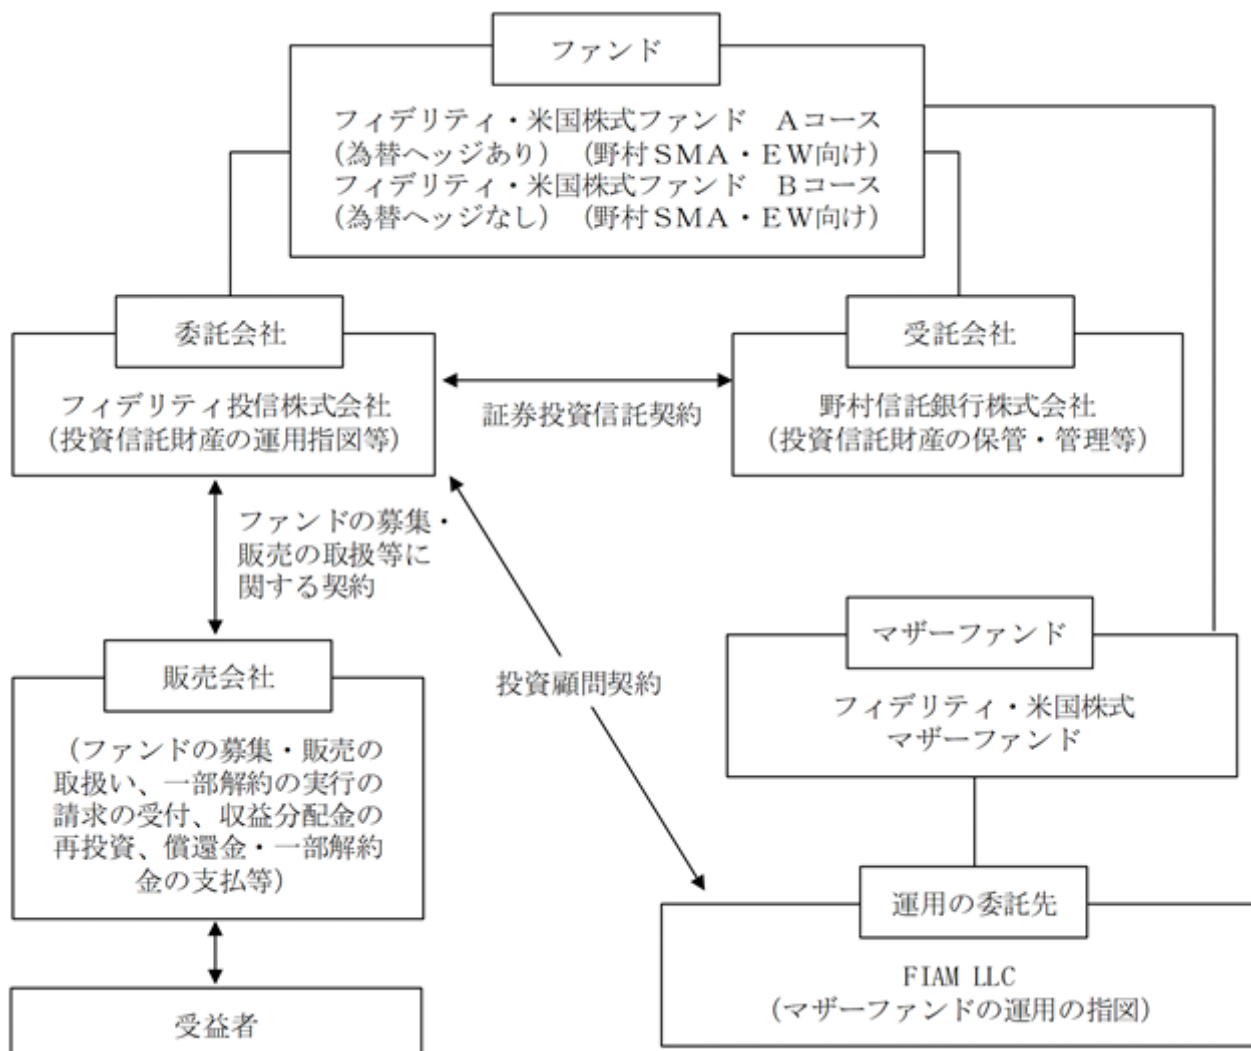 ファンド
フィデリティ・米国株式ファンド　Ａコース
（為替ヘッジあり）（野村ＳＭＡ・ＥＷ向け）
フィデリティ・米国株式ファンド　Ｂコース
（為替ヘッジなし）（野村ＳＭＡ・ＥＷ向け）
委託会社
フィデリティ投信株式会社
（投資信託財産の運用指図等）
証券投資信託契約
受託会社
野村信託銀行株式会社
（投資信託財産の保管・管理等）
ファンドの募集・
販売の取扱等に
関する契約
販売会社
（ファンドの募集・販売の
取扱い、一部解約の実行の
請求の受付、収益分配金の
再投資、償還金・一部解約
金の支払等）
受益者
投資顧問契約
マザーファンド
フィデリティ・米国株式
マザーファンド
運用の委託先
FIAM LLC
（マザーファンドの運用の指図）